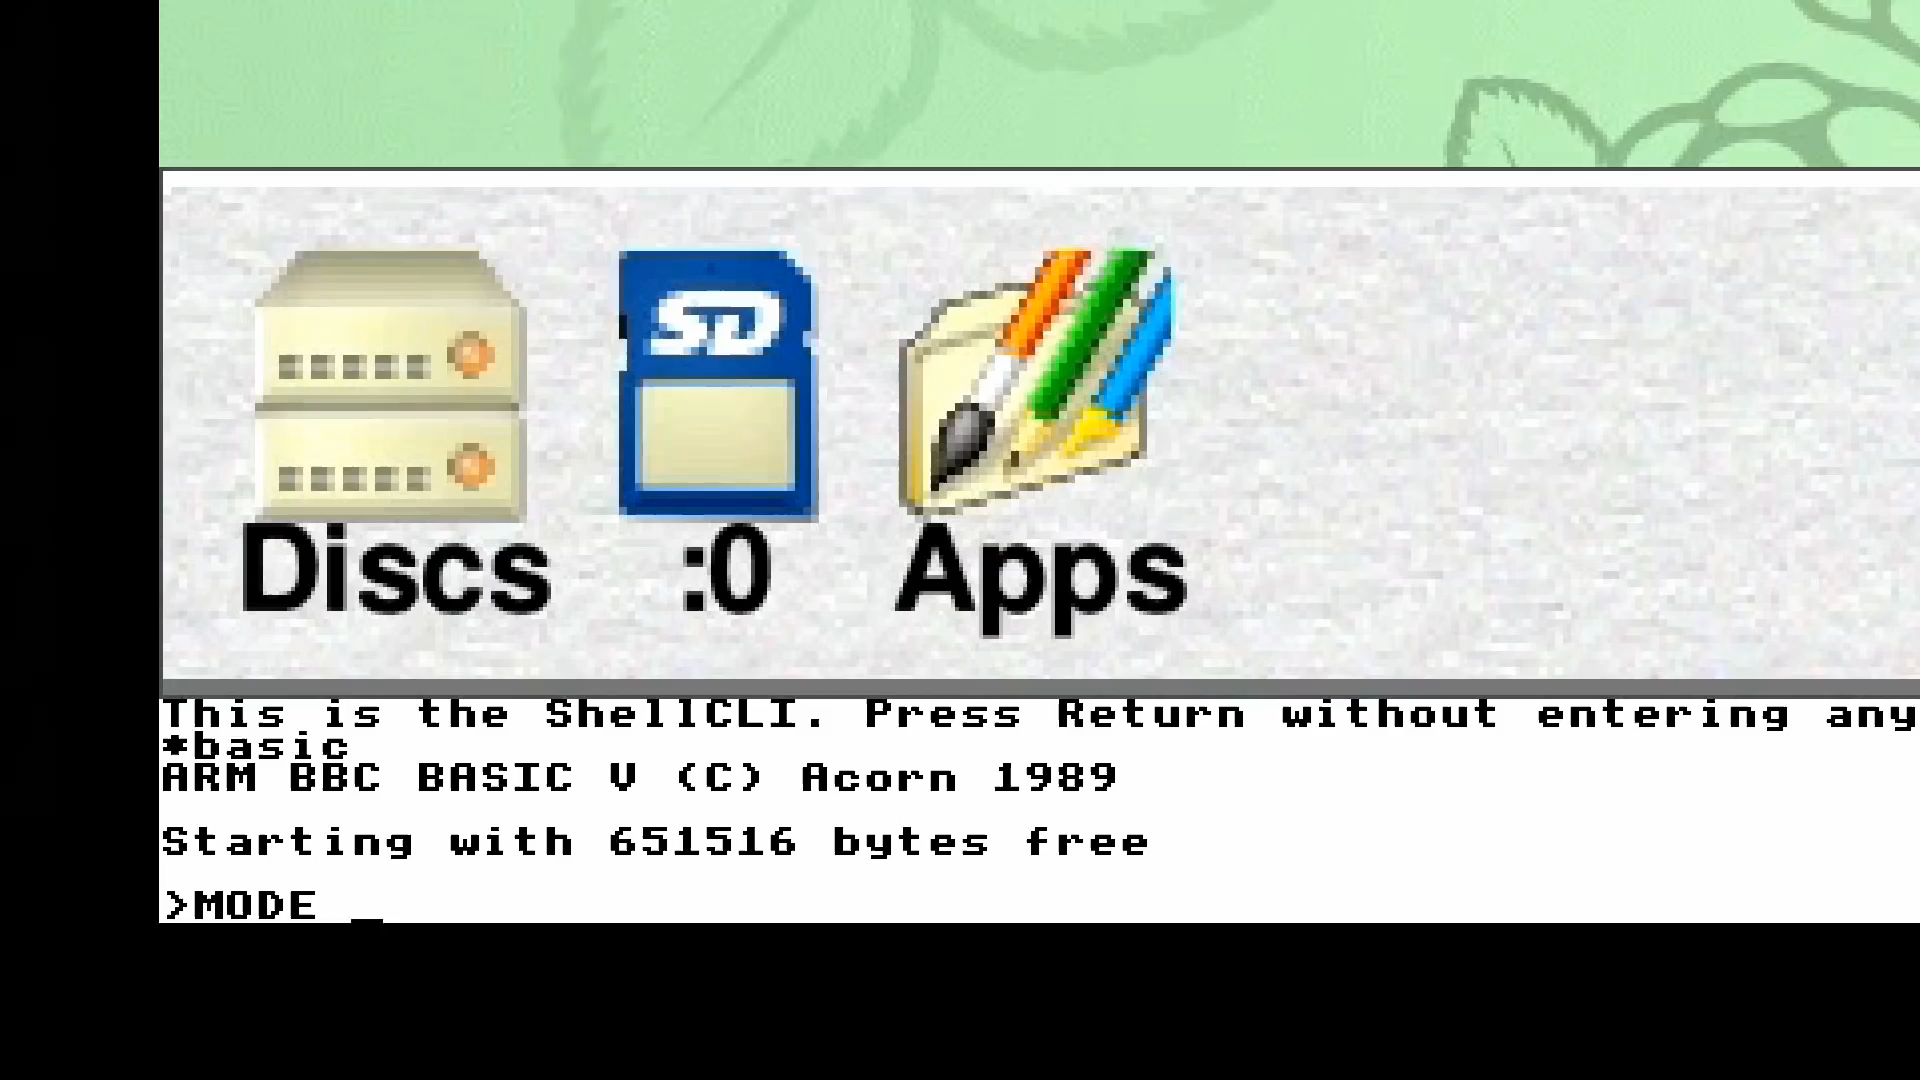 SD
Discs :0 Apps
This is the ShellCLI. Press Return without entering any
*basic
ARM BBC BASIC V (C) Acorn 1989
Starting with 651516 bytes free
>MODE _